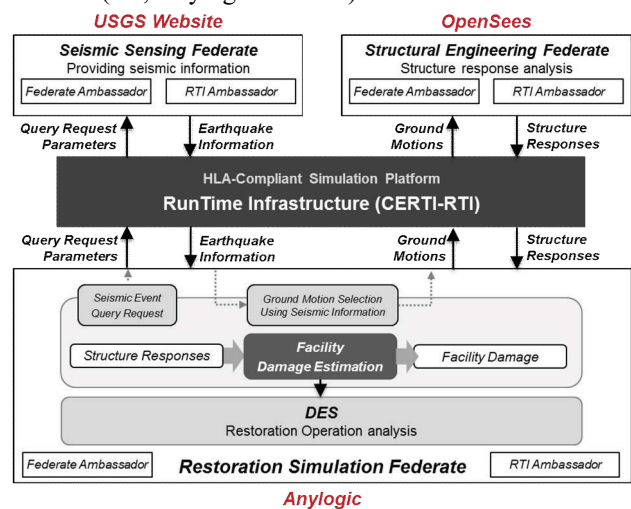 USGS Website
OpenSees
Seismic Sensing Federate
Providing seismic information
Federate Ambassador
RTI Ambassador
Structural Engineering Federate
Structure response analysis
Federate Ambassador
RTI Ambassador
Query Request
Parameters
Earthquake
Information
Ground
Motions
Structure
Responses
HLA-Compliant Simulation Platform
RunTime Infrastructure (CERTI-RTI)
Query Request
Parameters
Earthquake
Information
Ground
Motions
Structure
Responses
Seismic Event
Query Request
Ground Motion Selection
Using Seismic Information
Structure Responses
Facility
Damage Estimation
Facility Damage
DES
Restoration Operation analysis
Federate Ambassador
Restoration Simulation Federate
RTI Ambassador
Anylogic